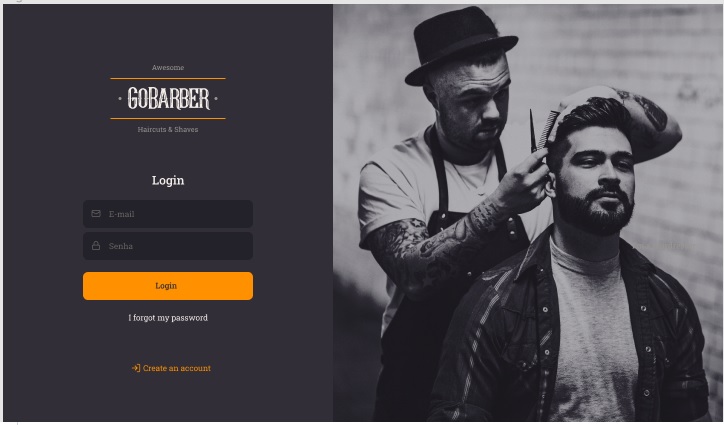 Awesome
GOBARBER
Haircuts & Shaves
Login
E-mail
Senha
Login
I forgot my password
Create an account